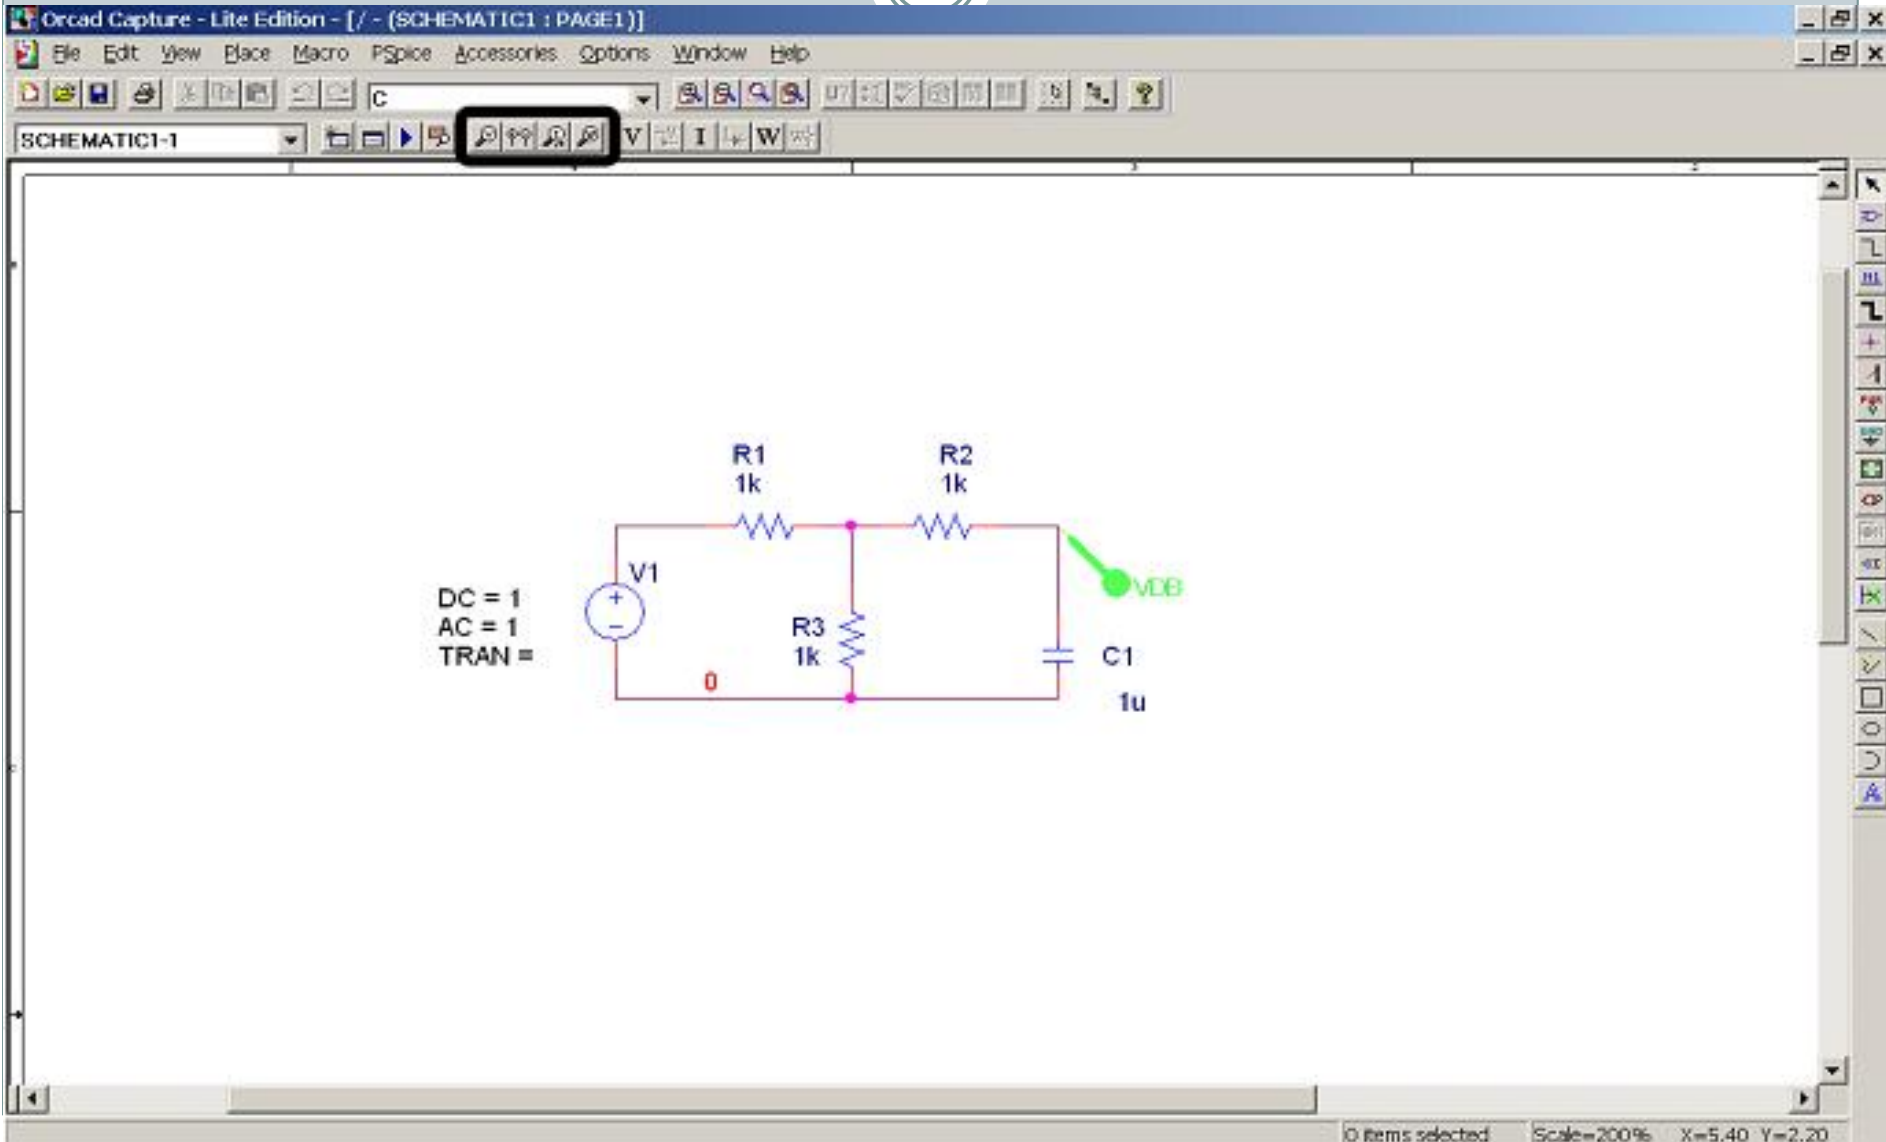 Orcad Capture - Lite Edition - [/ - (SCHEMATIC1 : PAGE1)]
File Edit View Place Macro PSpice Accessories Options Window Help
C
U?
SCHEMATIC1-1
V I W
R1
1k
R2
1k
V1
DC = 1
AC = 1
TRAN =
VDB
R3
1k
C1
1u
0
0 items selected Scale=200% X=5.40 Y=2.20